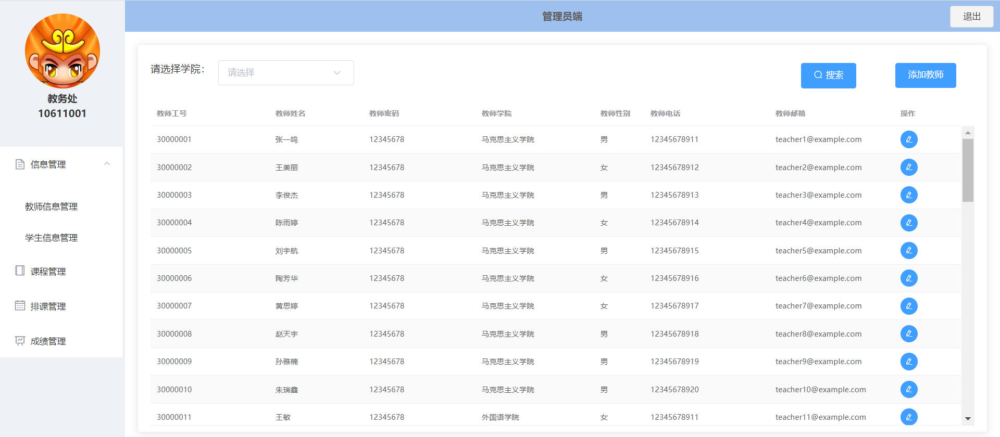 管理员端
退出
教务处
10611001
信息管理
教师信息管理
学生信息管理
课程管理
排课管理
成绩管理
请选择学院：
请选择
搜索
添加教师
教师工号 教师姓名 教师密码 教师学院 教师性别 教师电话 教师邮箱 操作
30000001 张一鸣 12345678 马克思主义学院 男 12345678911 teacher1@example.com
30000002 王美丽 12345678 马克思主义学院 女 12345678912 teacher2@example.com
30000003 李俊杰 12345678 马克思主义学院 男 12345678913 teacher3@example.com
30000004 陈雨婷 12345678 马克思主义学院 女 12345678914 teacher4@example.com
30000005 刘宇航 12345678 马克思主义学院 男 12345678915 teacher5@example.com
30000006 陶芳华 12345678 马克思主义学院 女 12345678916 teacher6@example.com
30000007 黄思婷 12345678 马克思主义学院 女 12345678917 teacher7@example.com
30000008 赵天宇 12345678 马克思主义学院 男 12345678918 teacher8@example.com
30000009 孙雅楠 12345678 马克思主义学院 男 12345678919 teacher9@example.com
30000010 朱瑞鑫 12345678 马克思主义学院 男 12345678920 teacher10@example.com
30000011 王敏 12345678 外国语学院 女 12345678911 teacher11@example.com